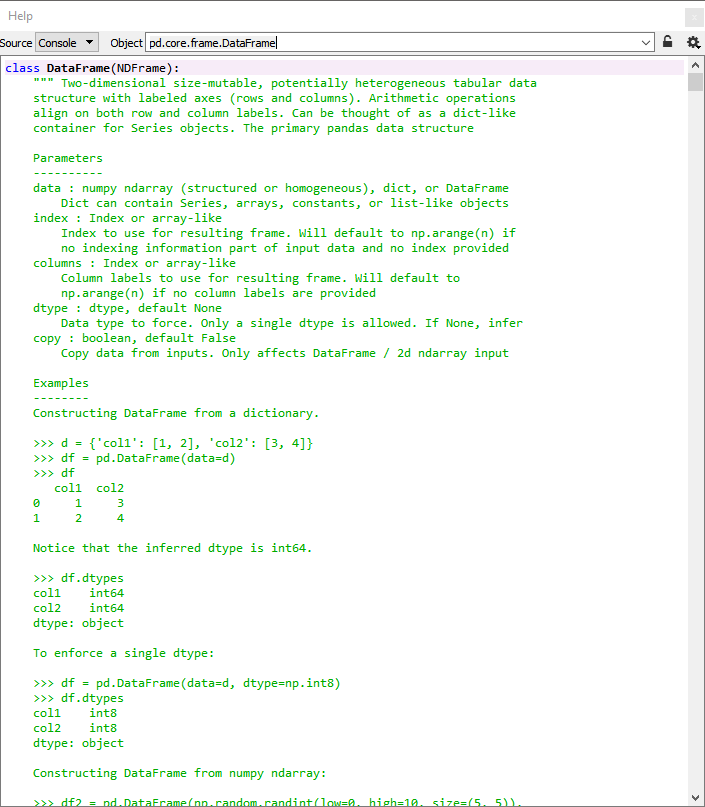 Help
Source Console Object pd.core.frame.DataFrame
class DataFrame(NDFrame):
    """ Two-dimensional size-mutable, potentially heterogeneous tabular data
    structure with labeled axes (rows and columns). Arithmetic operations
    align on both row and column labels. Can be thought of as a dict-like
    container for Series objects. The primary pandas data structure

    Parameters
    ----------
    data : numpy ndarray (structured or homogeneous), dict, or DataFrame
        Dict can contain Series, arrays, constants, or list-like objects
    index : Index or array-like
        Index to use for resulting frame. Will default to np.arange(n) if
        no indexing information part of input data and no index provided
    columns : Index or array-like
        Column labels to use for resulting frame. Will default to
        np.arange(n) if no column labels are provided
    dtype : dtype, default None
        Data type to force. Only a single dtype is allowed. If None, infer
    copy : boolean, default False
        Copy data from inputs. Only affects DataFrame / 2d ndarray input

    Examples
    --------
    Constructing DataFrame from a dictionary.

    >>> d = {'col1': [1, 2], 'col2': [3, 4]}
    >>> df = pd.DataFrame(data=d)
    >>> df
       col1  col2
    0     1     3
    1     2     4

    Notice that the inferred dtype is int64.

    >>> df.dtypes
    col1    int64
    col2    int64
    dtype: object

    To enforce a single dtype:

    >>> df = pd.DataFrame(data=d, dtype=np.int8)
    >>> df.dtypes
    col1    int8
    col2    int8
    dtype: object

    Constructing DataFrame from numpy ndarray:

    >>> df2 = pd.DataFrame(np.random.randint(low=0, high=10, size=(5, 5)),